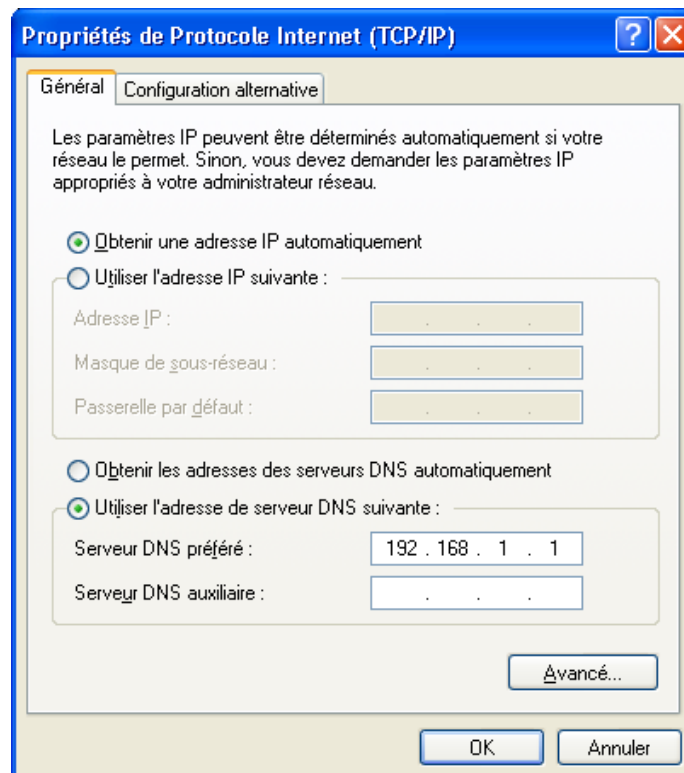 Propriétés de Protocole Internet (TCP/IP)
?
Général
Configuration alternative
Les paramètres IP peuvent être déterminés automatiquement si votre
réseau le permet. Sinon, vous devez demander les paramètres IP
appropriés à votre administrateur réseau.
Obtenir une adresse IP automatiquement
Utiliser l'adresse IP suivante :
Adresse IP :
. . .
Masque de sous-réseau :
. . .
Passerelle par défaut :
. . .
Obtenir les adresses des serveurs DNS automatiquement
Utiliser l'adresse de serveur DNS suivante :
Serveur DNS préféré :
192 . 168 . 1 . 1
Serveur DNS auxiliaire :
. . .
Avancé...
OK
Annuler